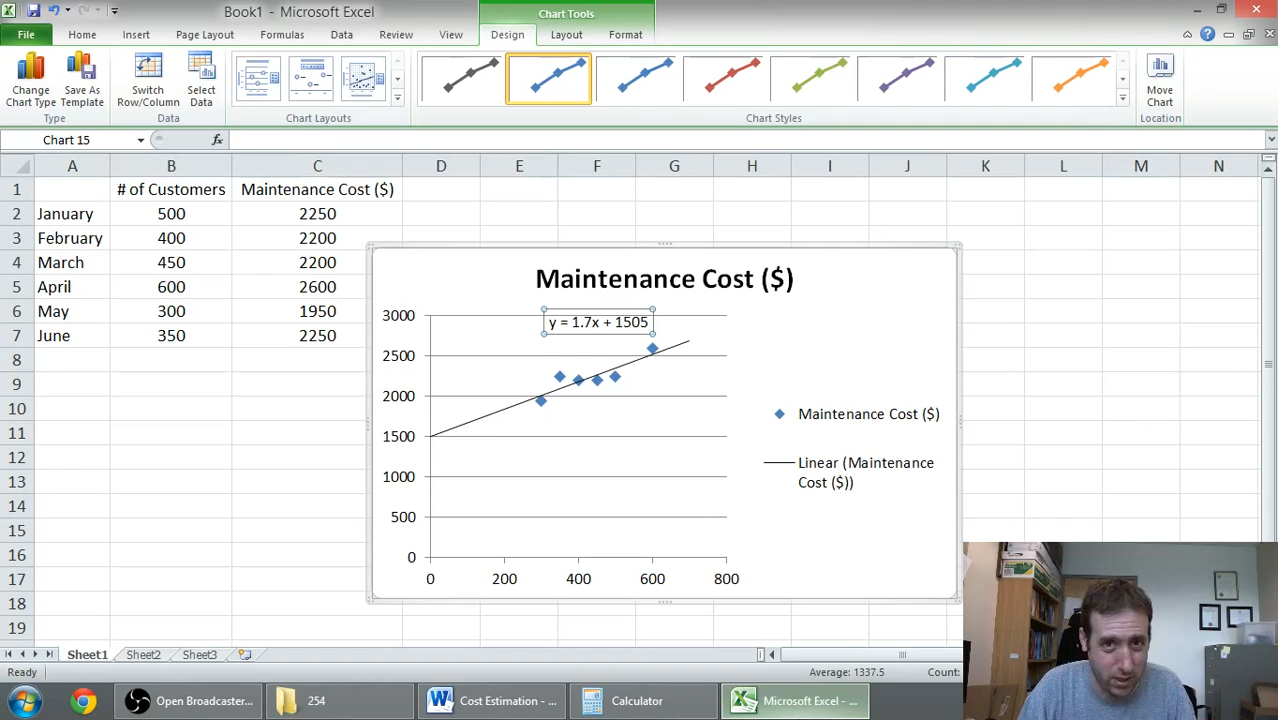 Book1 - Microsoft Excel
Chart Tools
File Home Insert Page Layout Formulas Data Review View Design Layout Format
Change Chart Type
Save As Template
Switch Row/Column
Select Data
Move Chart
Type Data Chart Layouts Chart Styles Location
Chart 15 fx
A B C D E F G H I J K L M N
1 # of Customers Maintenance Cost ($)
2 January 500 2250
3 February 400 2200
4 March 450 2200
5 April 600 2600
6 May 300 1950
7 June 350 2250
8
9
10
11
12
13
14
15
16
17
18
19
Maintenance Cost ($)
y = 1.7x + 1505
3000
2500
2000
1500
1000
500
0
0 200 400 600 800
Maintenance Cost ($)
Linear (Maintenance
Cost ($))
Sheet1 Sheet2 Sheet3
Ready Average: 1337.5 Count:
Open Broadcaster... 254 Cost Estimation - ... Calculator Microsoft Excel - ...